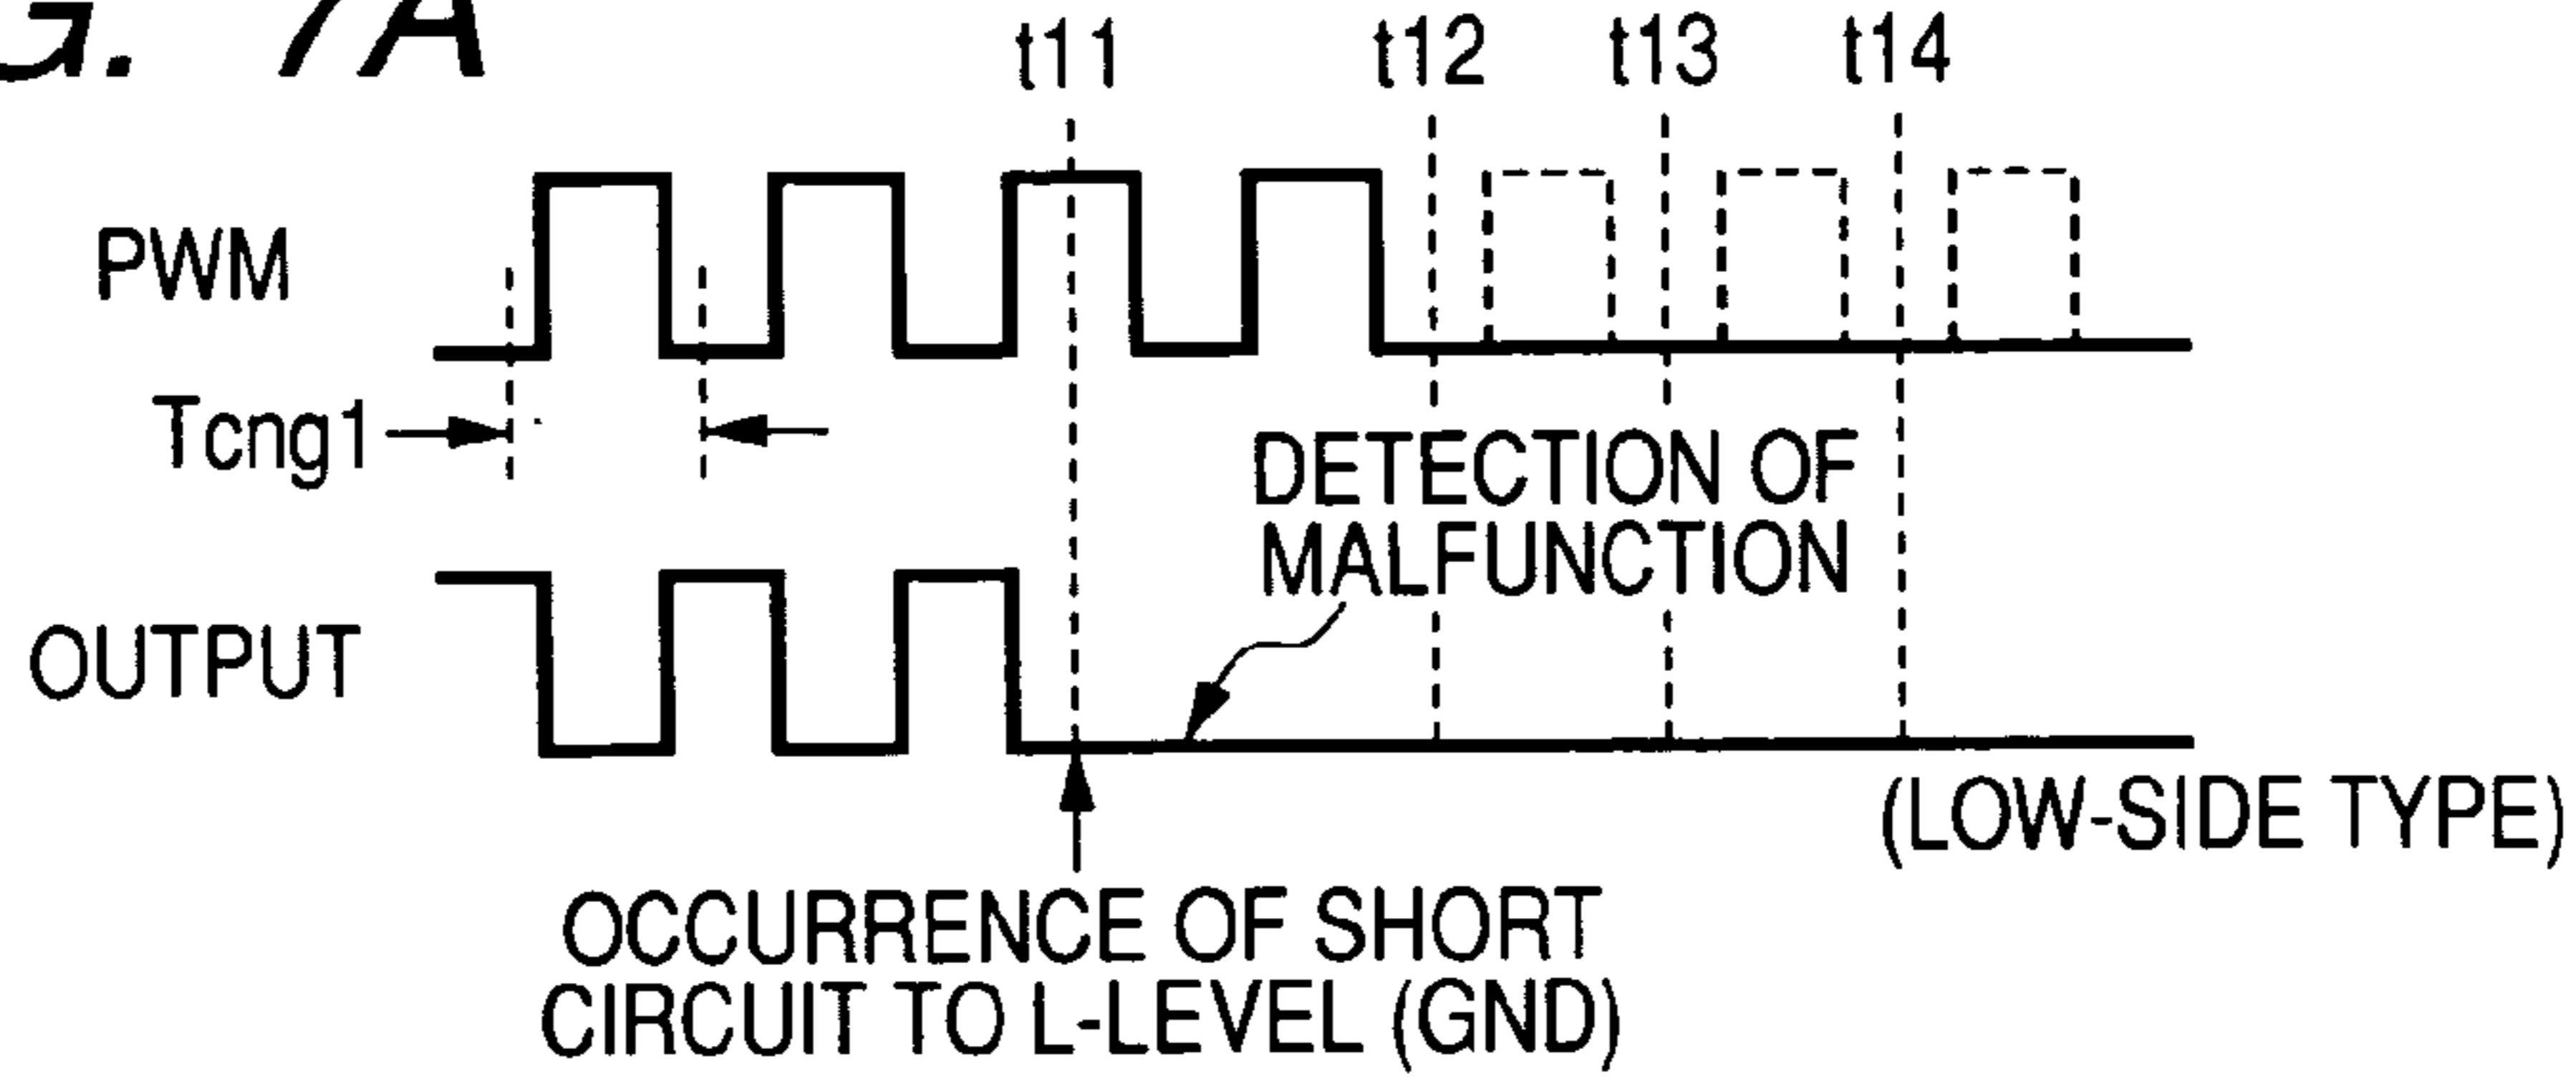 G. 7A
t11 t12 t13 t14
PWM
Tcng1
DETECTION OF
MALFUNCTION
OUTPUT
(LOW-SIDE TYPE)
OCCURRENCE OF SHORT
CIRCUIT TO L-LEVEL (GND)